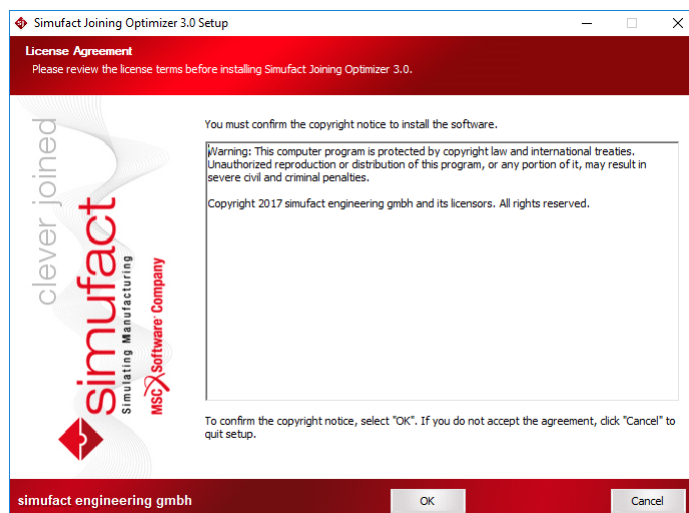 Simufact Joining Optimizer 3.0 Setup
License Agreement
Please review the license terms before installing Simufact Joining Optimizer 3.0.
clever joined
simufact
Simulating Manufacturing
MSC Software Company
You must confirm the copyright notice to install the software.
Warning: This computer program is protected by copyright law and international treaties.
Unauthorized reproduction or distribution of this program, or any portion of it, may result in
severe civil and criminal penalties.
Copyright 2017 simufact engineering gmbh and its licensors. All rights reserved.
To confirm the copyright notice, select "OK". If you do not accept the agreement, click "Cancel" to
quit setup.
simufact engineering gmbh
OK
Cancel